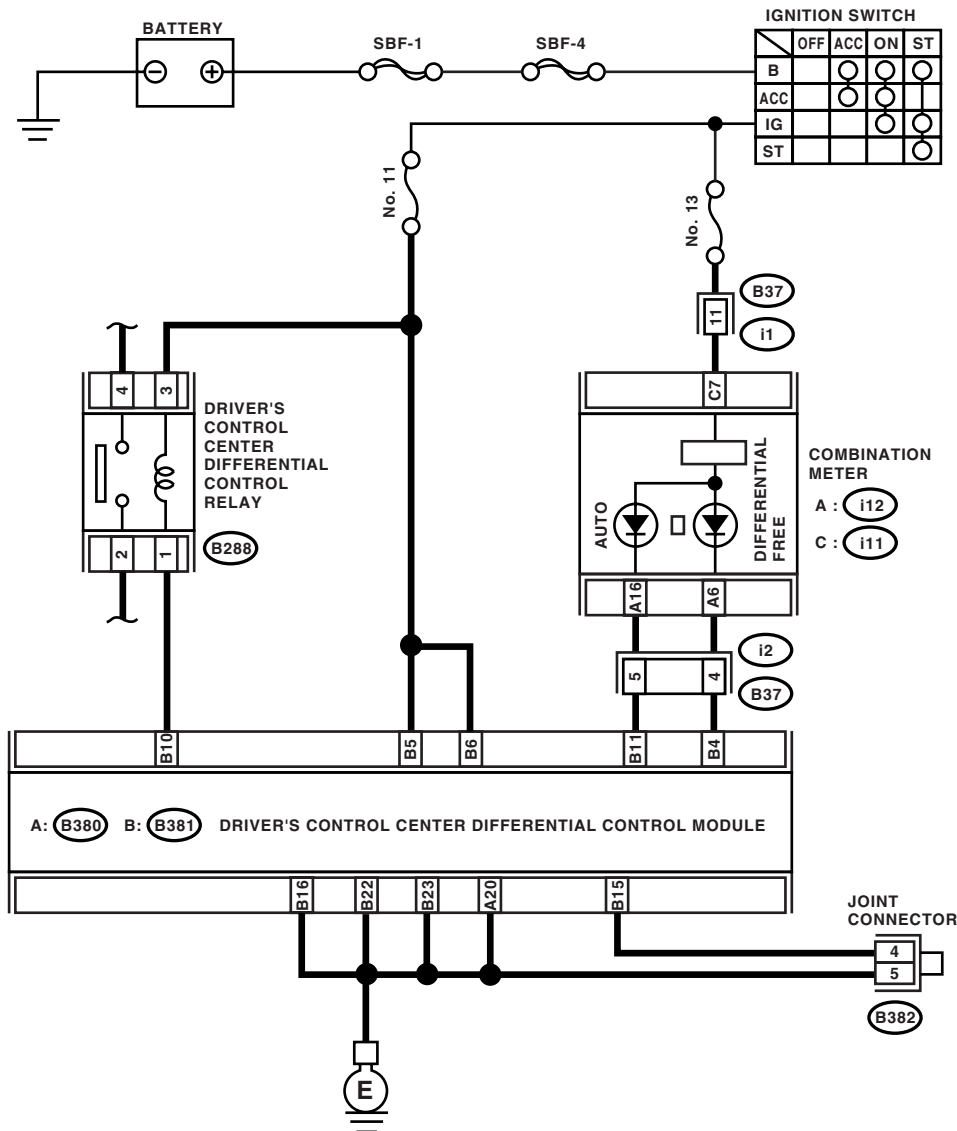 BATTERY
SBF-1
SBF-4
IGNITION SWITCH
OFF ACC ON ST
B
ACC
IG
ST
No. 11
No. 13
B37
11
i1
4 3
C7
DRIVER'S
CONTROL
CENTER
DIFFERENTIAL
CONTROL
RELAY
AUTO
DIFFERENTIAL
FREE
COMBINATION
METER
A : i12
C : i11
2 1
B288
A16 A6
i2
5 4
B37
B10 B5 B6 B11 B4
A: B380 B: B381 DRIVER'S CONTROL CENTER DIFFERENTIAL CONTROL MODULE
B16 B22 B23 A20 B15
JOINT
CONNECTOR
4
5
B382
E